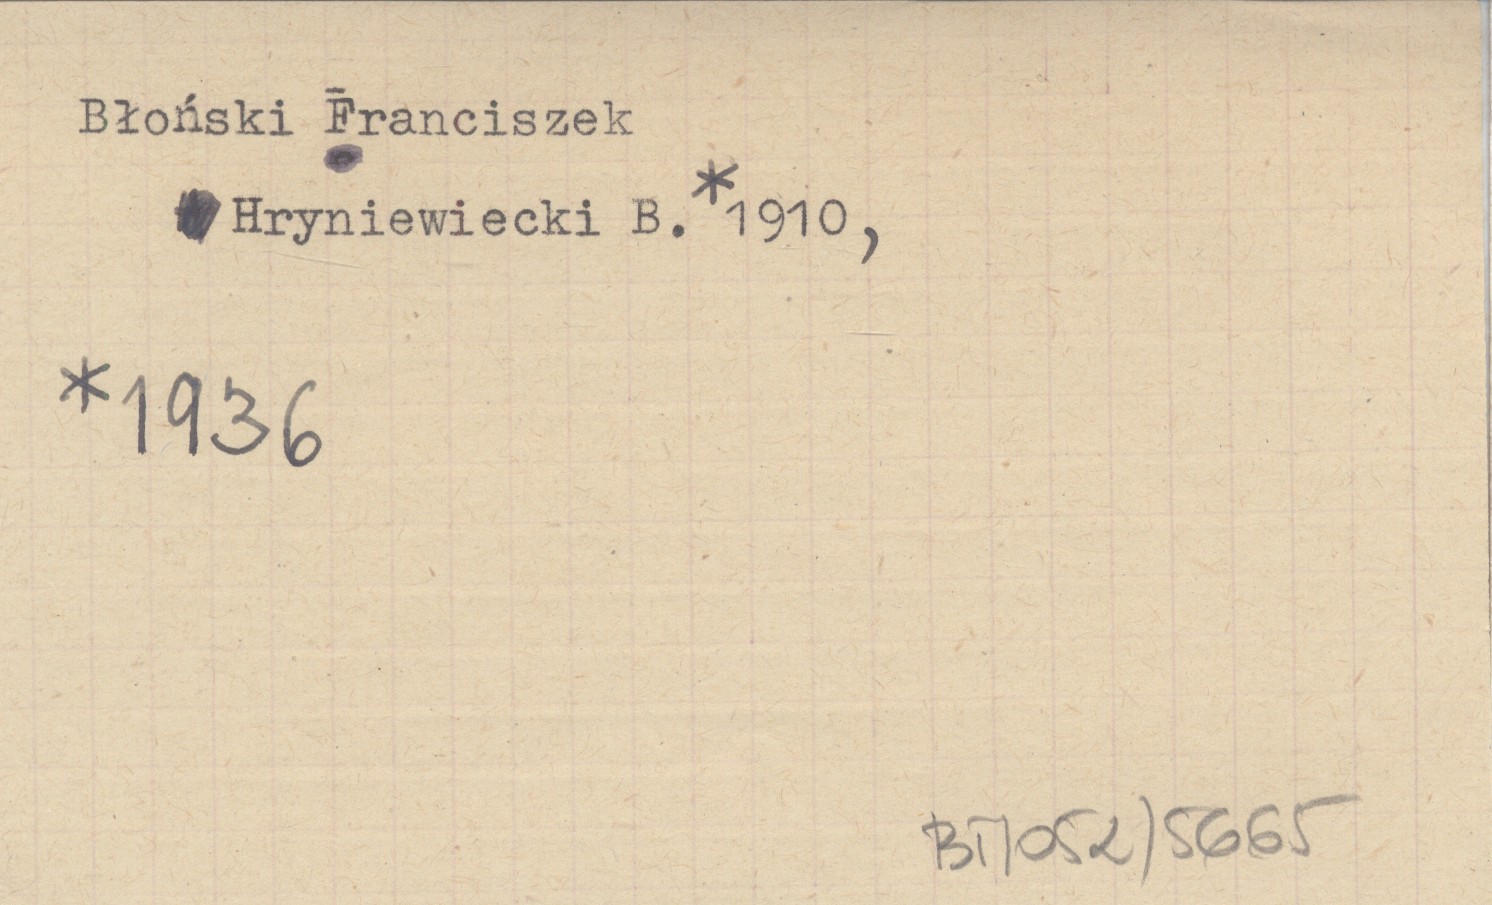 Błoński Franciszek
Hryniewiecki B. *1910,
*1936
BT/052/5665